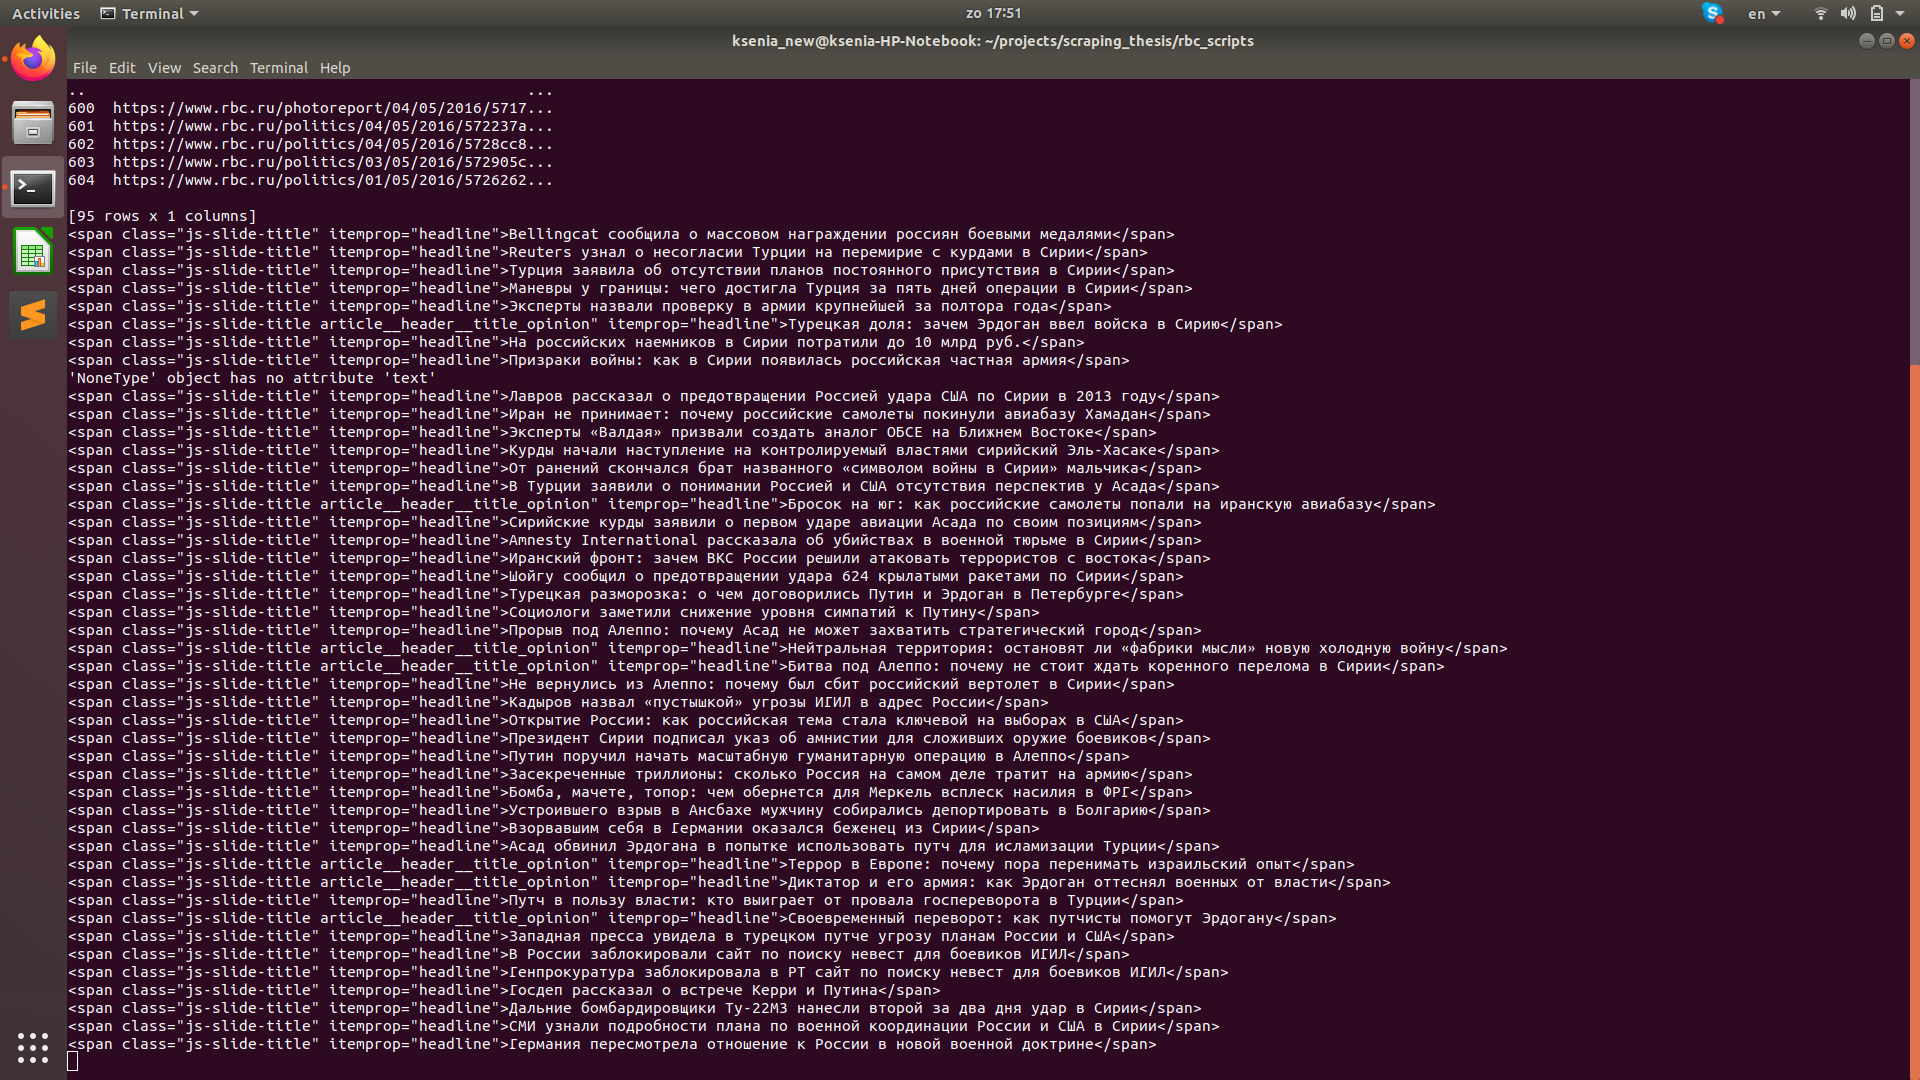 Activities Terminal zo 17:51 en
ksenia_new@ksenia-HP-Notebook: ~/projects/scraping_thesis/rbc_scripts
File Edit View Search Terminal Help
.. ...
600 https://www.rbc.ru/photoreport/04/05/2016/5717...
601 https://www.rbc.ru/politics/04/05/2016/572237a...
602 https://www.rbc.ru/politics/04/05/2016/5728cc8...
603 https://www.rbc.ru/politics/03/05/2016/572905c...
604 https://www.rbc.ru/politics/01/05/2016/5726262...
[95 rows x 1 columns]
<span class="js-slide-title" itemprop="headline">Bellingcat сообщила о массовом награждении россиян боевыми медалями</span>
<span class="js-slide-title" itemprop="headline">Reuters узнал о несогласии Турции на перемирие с курдами в Сирии</span>
<span class="js-slide-title" itemprop="headline">Турция заявила об отсутствии планов постоянного присутствия в Сирии</span>
<span class="js-slide-title" itemprop="headline">Маневры у границы: чего достигла Турция за пять дней операции в Сирии</span>
<span class="js-slide-title" itemprop="headline">Эксперты назвали проверку в армии крупнейшей за полтора года</span>
<span class="js-slide-title article__header__title_opinion" itemprop="headline">Турецкая доля: зачем Эрдоган ввел войска в Сирию</span>
<span class="js-slide-title" itemprop="headline">На российских наемников в Сирии потратили до 10 млрд руб.</span>
<span class="js-slide-title" itemprop="headline">Призраки войны: как в Сирии появилась российская частная армия</span>
'NoneType' object has no attribute 'text'
<span class="js-slide-title" itemprop="headline">Лавров рассказал о предотвращении Россией удара США по Сирии в 2013 году</span>
<span class="js-slide-title" itemprop="headline">Иран не принимает: почему российские самолеты покинули авиабазу Хамадан</span>
<span class="js-slide-title" itemprop="headline">Эксперты «Валдая» призвали создать аналог ОБСЕ на Ближнем Востоке</span>
<span class="js-slide-title" itemprop="headline">Курды начали наступление на контролируемый властями сирийский Эль-Хасаке</span>
<span class="js-slide-title" itemprop="headline">От ранений скончался брат названного «символом войны в Сирии» мальчика</span>
<span class="js-slide-title" itemprop="headline">В Турции заявили о понимании Россией и США отсутствия перспектив у Асада</span>
<span class="js-slide-title article__header__title_opinion" itemprop="headline">Бросок на юг: как российские самолеты попали на иранскую авиабазу</span>
<span class="js-slide-title" itemprop="headline">Сирийские курды заявили о первом ударе авиации Асада по своим позициям</span>
<span class="js-slide-title" itemprop="headline">Amnesty International рассказала об убийствах в военной тюрьме в Сирии</span>
<span class="js-slide-title" itemprop="headline">Иранский фронт: зачем ВКС России решили атаковать террористов с востока</span>
<span class="js-slide-title" itemprop="headline">Шойгу сообщил о предотвращении удара 624 крылатыми ракетами по Сирии</span>
<span class="js-slide-title" itemprop="headline">Турецкая разморозка: о чем договорились Путин и Эрдоган в Петербурге</span>
<span class="js-slide-title" itemprop="headline">Социологи заметили снижение уровня симпатий к Путину</span>
<span class="js-slide-title" itemprop="headline">Прорыв под Алеппо: почему Асад не может захватить стратегический город</span>
<span class="js-slide-title article__header__title_opinion" itemprop="headline">Нейтральная территория: остановят ли «фабрики мысли» новую холодную войну</span>
<span class="js-slide-title article__header__title_opinion" itemprop="headline">Битва под Алеппо: почему не стоит ждать коренного перелома в Сирии</span>
<span class="js-slide-title" itemprop="headline">Не вернулись из Алеппо: почему был сбит российский вертолет в Сирии</span>
<span class="js-slide-title" itemprop="headline">Кадыров назвал «пустышкой» угрозы ИГИЛ в адрес России</span>
<span class="js-slide-title" itemprop="headline">Открытие России: как российская тема стала ключевой на выборах в США</span>
<span class="js-slide-title" itemprop="headline">Президент Сирии подписал указ об амнистии для сложивших оружие боевиков</span>
<span class="js-slide-title" itemprop="headline">Путин поручил начать масштабную гуманитарную операцию в Алеппо</span>
<span class="js-slide-title" itemprop="headline">Засекреченные триллионы: сколько Россия на самом деле тратит на армию</span>
<span class="js-slide-title" itemprop="headline">Бомба, мачете, топор: чем обернется для Меркель всплеск насилия в ФРГ</span>
<span class="js-slide-title" itemprop="headline">Устроившего взрыв в Ансбахе мужчину собирались депортировать в Болгарию</span>
<span class="js-slide-title" itemprop="headline">Взорвавшим себя в Германии оказался беженец из Сирии</span>
<span class="js-slide-title" itemprop="headline">Асад обвинил Эрдогана в попытке использовать путч для исламизации Турции</span>
<span class="js-slide-title article__header__title_opinion" itemprop="headline">Террор в Европе: почему пора перенимать израильский опыт</span>
<span class="js-slide-title article__header__title_opinion" itemprop="headline">Диктатор и его армия: как Эрдоган оттеснял военных от власти</span>
<span class="js-slide-title" itemprop="headline">Путч в пользу власти: кто выиграет от провала госпереворота в Турции</span>
<span class="js-slide-title article__header__title_opinion" itemprop="headline">Своевременный переворот: как путчисты помогут Эрдогану</span>
<span class="js-slide-title" itemprop="headline">Западная пресса увидела в турецком путче угрозу планам России и США</span>
<span class="js-slide-title" itemprop="headline">В России заблокировали сайт по поиску невест для боевиков ИГИЛ</span>
<span class="js-slide-title" itemprop="headline">Генпрокуратура заблокировала в РТ сайт по поиску невест для боевиков ИГИЛ</span>
<span class="js-slide-title" itemprop="headline">Госдеп рассказал о встрече Керри и Путина</span>
<span class="js-slide-title" itemprop="headline">Дальние бомбардировщики Ту-22М3 нанесли второй за два дня удар в Сирии</span>
<span class="js-slide-title" itemprop="headline">СМИ узнали подробности плана по военной координации России и США в Сирии</span>
<span class="js-slide-title" itemprop="headline">Германия пересмотрела отношение к России в новой военной доктрине</span>